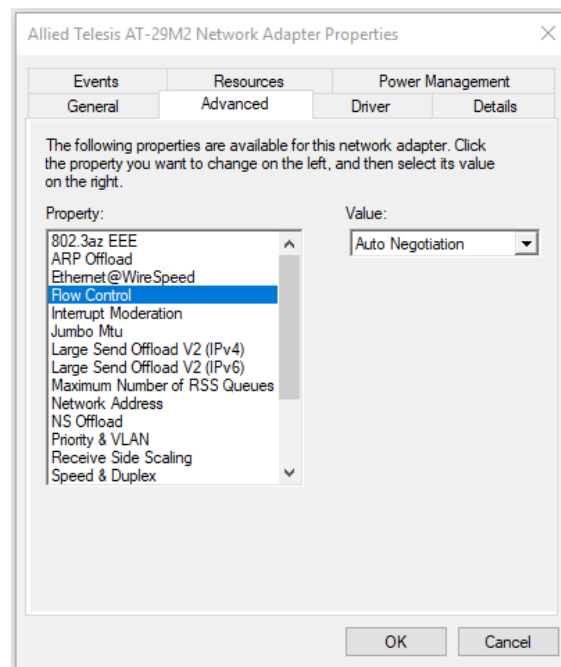 Allied Telesis AT-29M2 Network Adapter Properties
Events Resources Power Management
General Advanced Driver Details
The following properties are available for this network adapter. Click
the property you want to change on the left, and then select its value
on the right.
Property: Value:
802.3az EEE Auto Negotiation
ARP Offload
Ethernet@WireSpeed
Flow Control
Interrupt Moderation
Jumbo Mtu
Large Send Offload V2 (IPv4)
Large Send Offload V2 (IPv6)
Maximum Number of RSS Queues
Network Address
NS Offload
Priority & VLAN
Receive Side Scaling
Speed & Duplex
OK Cancel